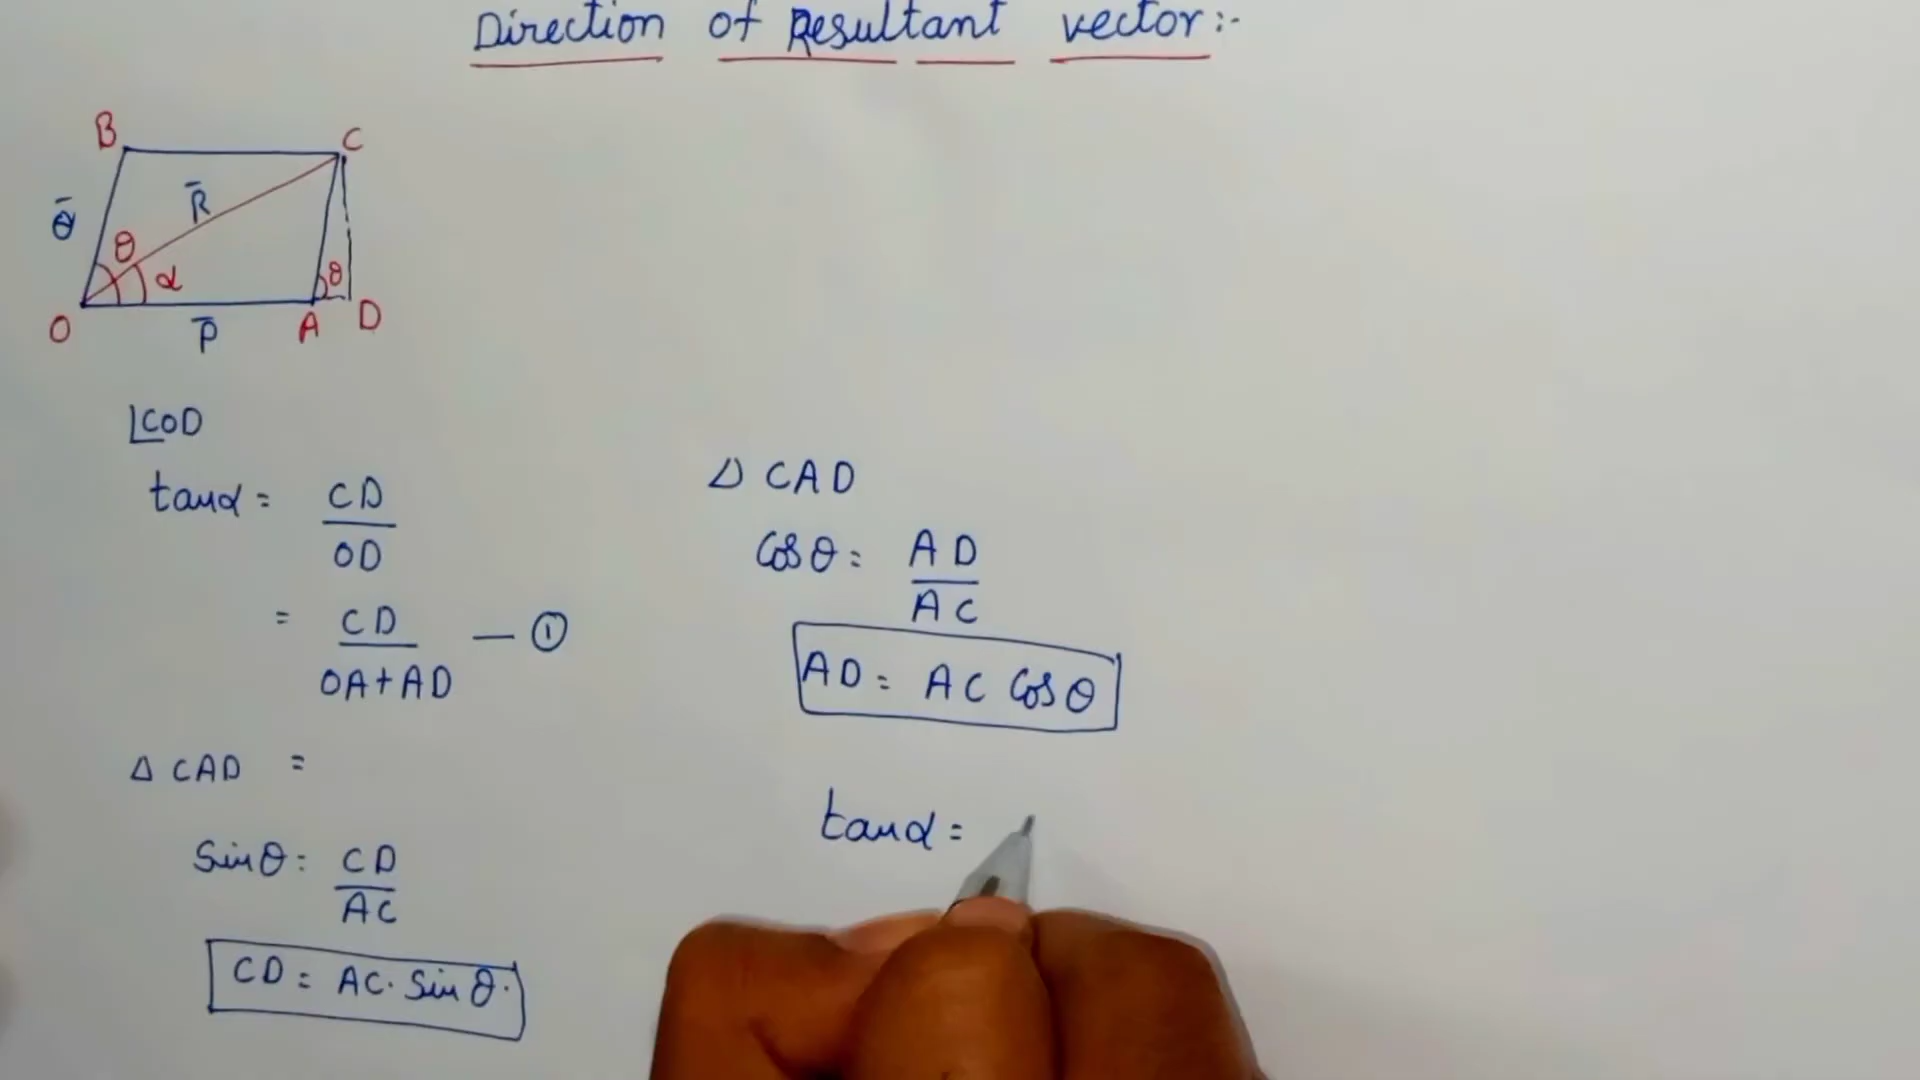 Direction of Resultant vector:-
B
C
R̄
Q̄
θ
α
θ
O
P̄
A
D
∟COD
tanα = CD
OD
= CD — ①
OA+AD
Δ CAD =
Sinθ = CD
AC
CD = AC. Sin θ.
Δ CAD
Cosθ = AD
AC
AD = AC Cosθ
tanα =